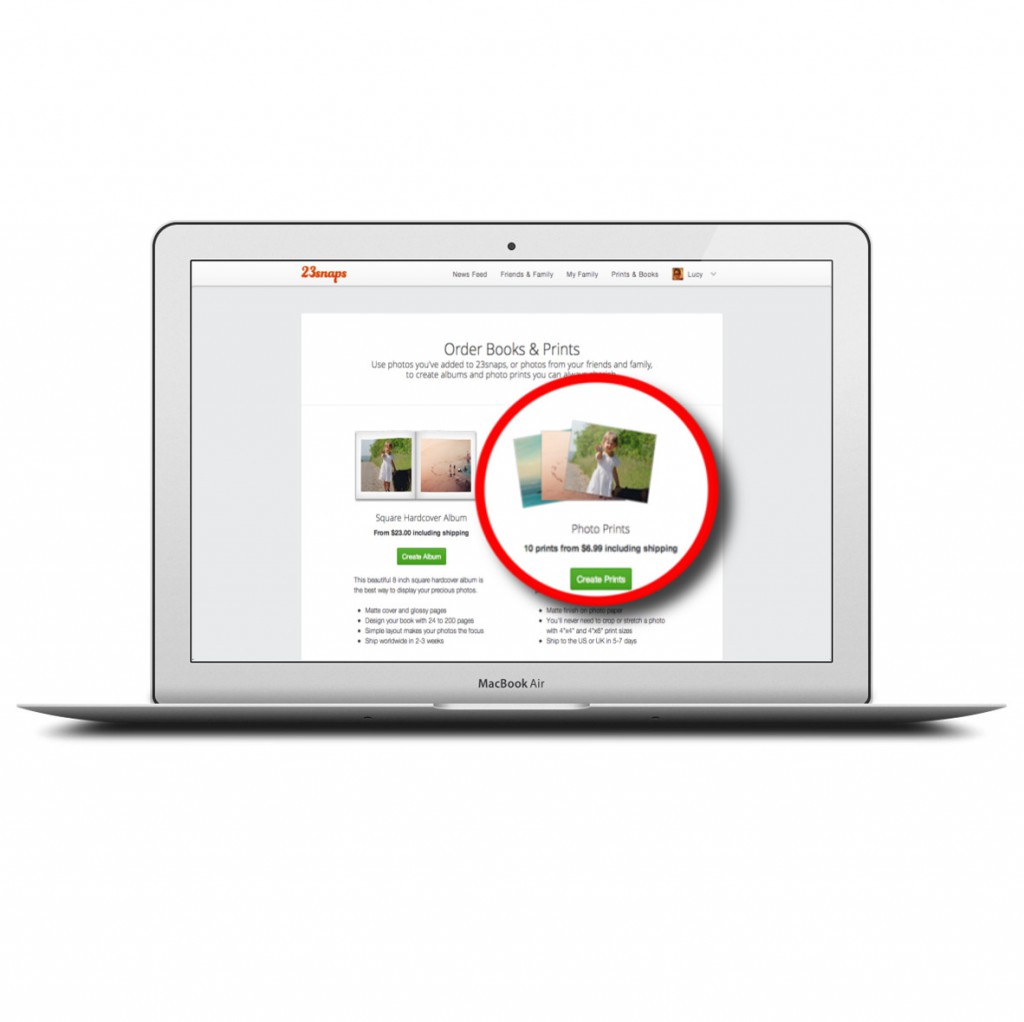 23snaps
News Feed Friends & Family My Family Prints & Books Lucy
Order Books & Prints
Use photos you've added to 23snaps, or photos from your friends and family,
to create albums and photo prints you can
Square Hardcover Album
From $23.00 including shipping
Create Album
This beautiful 8 inch square hardcover album is
the best way to display your precious photos.
Matte cover and glossy pages
Design your book with 24 to 200 pages
Simple layout makes your photos the focus
Ship worldwide in 2-3 weeks
Photo Prints
10 prints from $6.99 including shipping
Create Prints
Matte finish on photo paper
You'll never need to crop or stretch a photo
with 4"x4" and 4"x6" print sizes
Ship to the US or UK in 5-7 days
MacBook Air